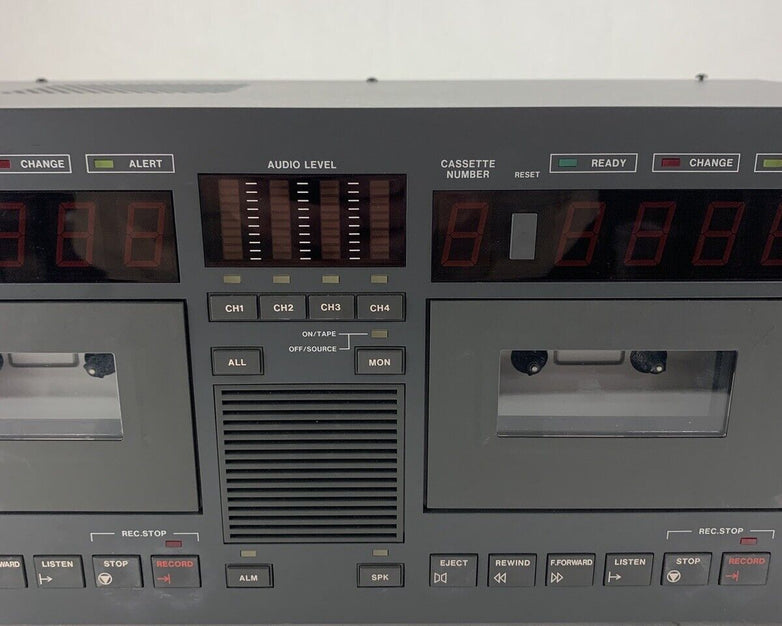 CHANGE
ALERT
AUDIO LEVEL
CASSETTE
NUMBER
RESET
READY
CHANGE
CH1
CH2
CH3
CH4
ON/TAPE
OFF/SOURCE
ALL
MON
REC.STOP
REC.STOP
WARD
LISTEN
STOP
RECORD
ALM
SPK
EJECT
REWIND
F.FORWARD
LISTEN
STOP
RECORD